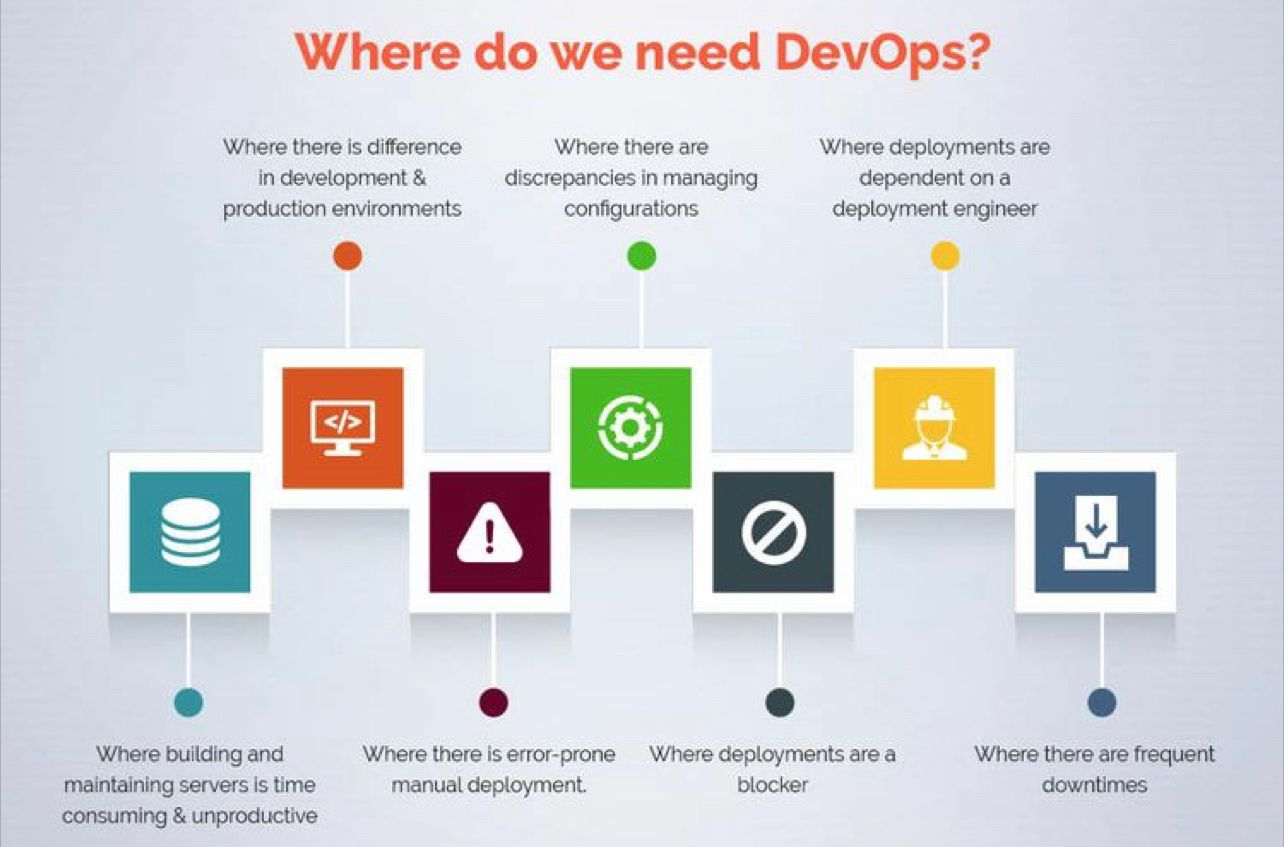 Where do we need DevOps?
Where there is difference
in development &
production environments
Where there are
discrepancies in managing
configurations
Where deployments are
dependent on a
deployment engineer
</>
Where building and
maintaining servers is time
consuming & unproductive
Where there is error-prone
manual deployment.
Where deployments are a
blocker
Where there are frequent
downtimes